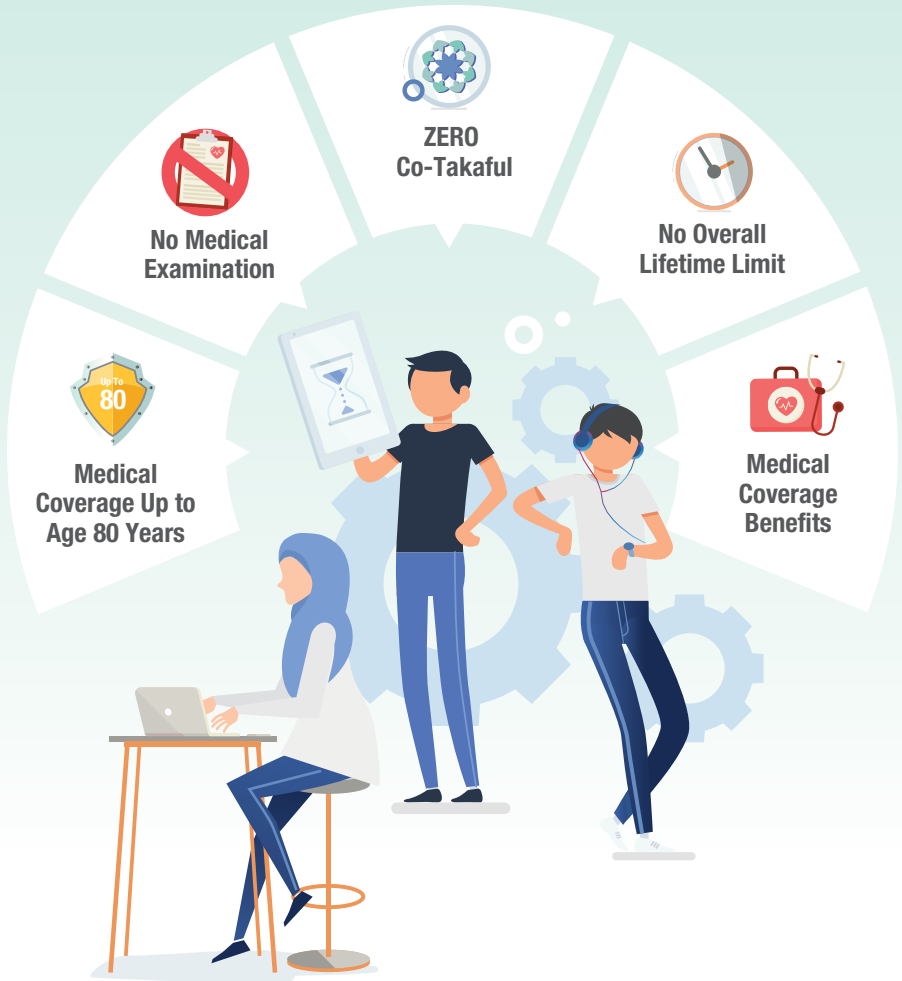 ZERO
Co-Takaful
No Medical
Examination
No Overall
Lifetime Limit
Up To
80
Medical
Coverage Up to
Age 80 Years
Medical
Coverage
Benefits